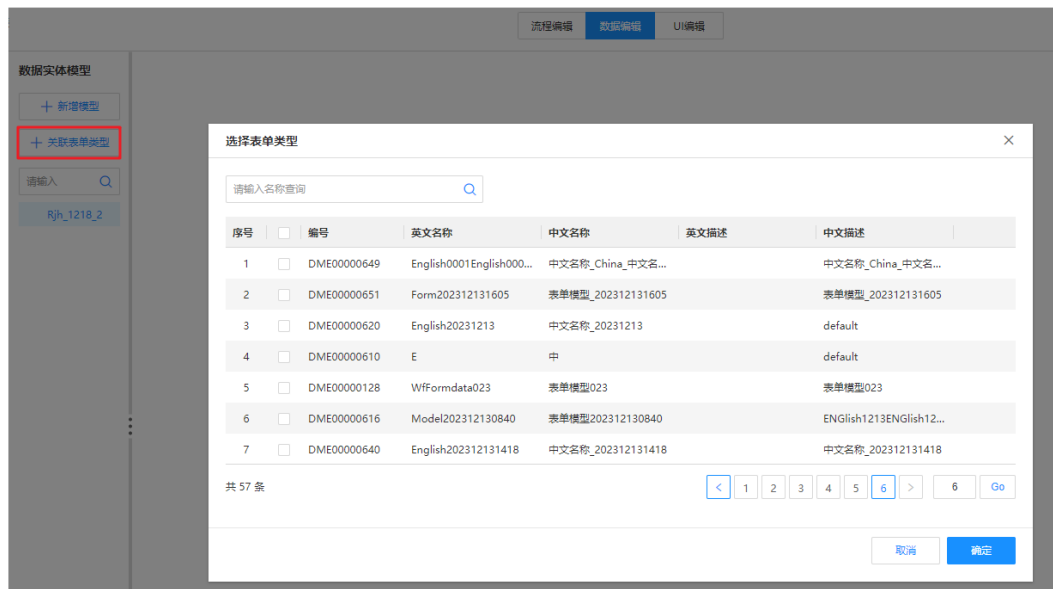 流程编辑 数据编辑 UI编辑
数据实体模型
+ 新增模型
+ 关联表单类型
请输入
Rjh_1218_2
选择表单类型
请输入名称查询
序号 编号 英文名称 中文名称 英文描述 中文描述
1 DME00000649 English0001English000... 中文名称_China_中文名... 中文名称_China_中文名...
2 DME00000651 Form202312131605 表单模型_202312131605 表单模型_202312131605
3 DME00000620 English20231213 中文名称_20231213 default
4 DME00000610 E 中 default
5 DME00000128 WfFormdata023 表单模型023 表单模型023
6 DME00000616 Model202312130840 表单模型202312130840 ENGlish1213ENGlish12...
7 DME00000640 English202312131418 中文名称_202312131418 中文名称_202312131418
共 57 条 < 1 2 3 4 5 6 > 6 Go
取消 确定